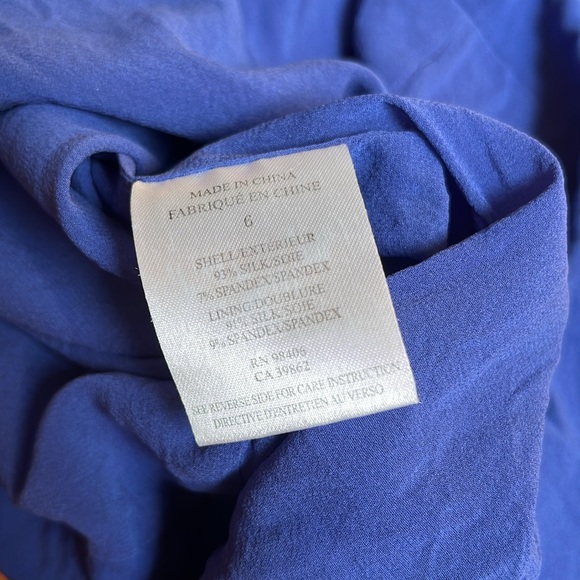 MADE IN CHINA
FABRIQUÉ EN CHINE
6
SHELL/EXTÉRIEUR
93% SILK/SOIE
7% SPANDEX/SPANDEX
LINING/DOUBLURE
91% SILK/SOIE
9% SPANDEX/SPANDEX
RN 98406
CA 39862
SEE REVERSE SIDE FOR CARE INSTRUCTION
DIRECTIVE D'ENTRETIEN AU VERSO